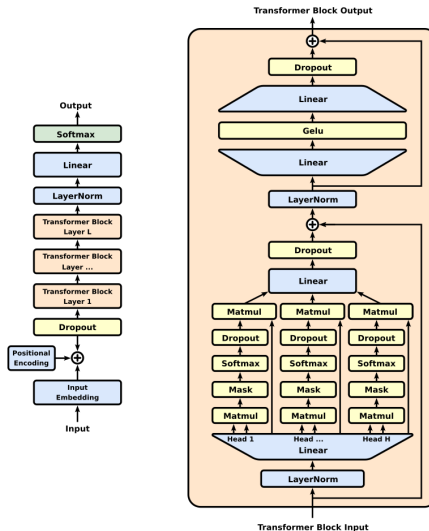 Output
Softmax
Linear
LayerNorm
Transformer Block
Layer L
Transformer Block
Layer ...
Transformer Block
Layer 1
Dropout
Positional
Encoding
Input
Embedding
Input
Transformer Block Output
Dropout
Linear
Gelu
Linear
LayerNorm
Dropout
Linear
Matmul Matmul Matmul
Dropout Dropout Dropout
Softmax Softmax Softmax
Mask Mask Mask
Matmul Matmul Matmul
Head 1 Head ... Head H
Linear
LayerNorm
Transformer Block Input